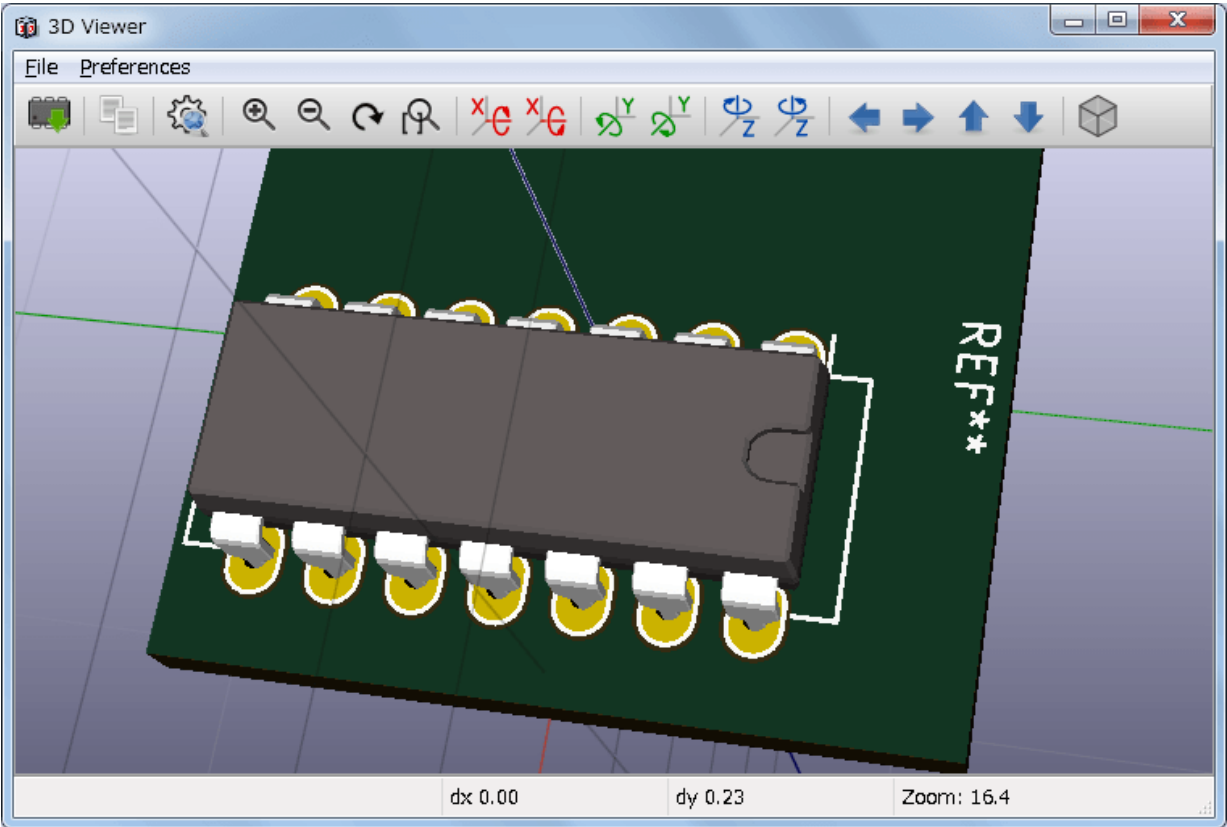 3D Viewer
File Preferences
X X Y Y Z Z
REF**
dx 0.00 dy 0.23 Zoom: 16.4